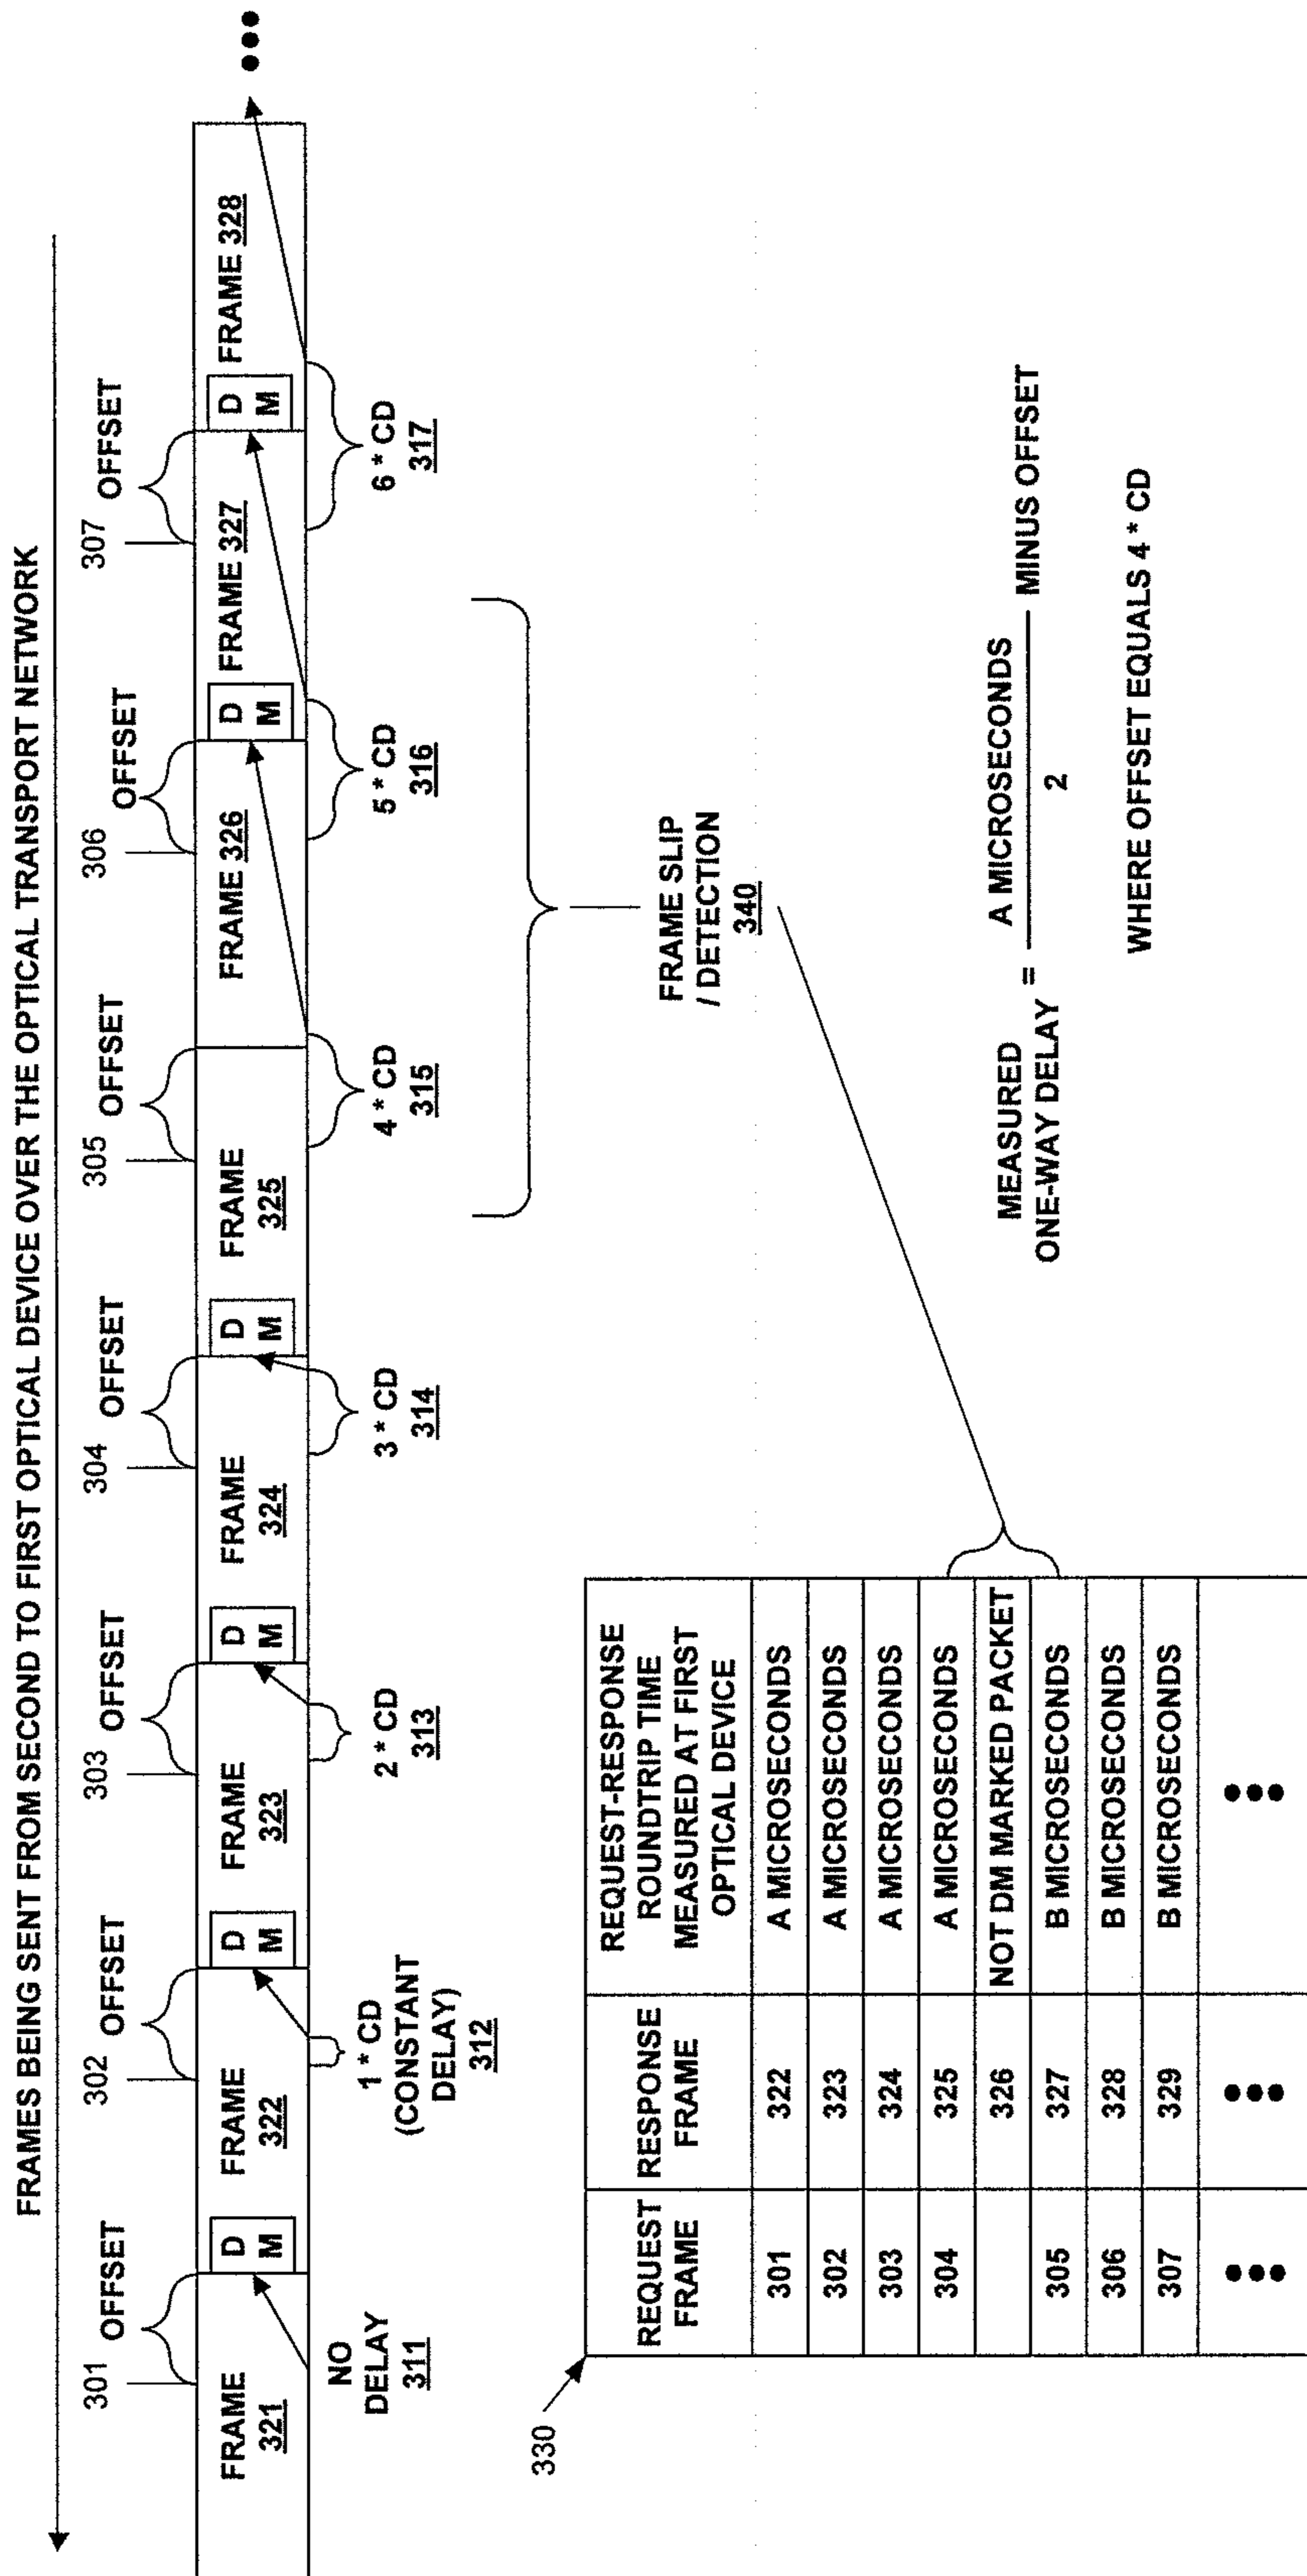 FRAMES BEING SENT FROM SECOND TO FIRST OPTICAL DEVICE OVER THE OPTICAL TRANSPORT NETWORK
301 OFFSET 302 OFFSET 303 OFFSET 304 OFFSET 305 OFFSET 306 OFFSET 307 OFFSET
FRAME
321
D
M
FRAME
322
D
M
FRAME
323
D
M
FRAME
324
D
M
FRAME
325
FRAME 326
D
M
FRAME 327
D
M
FRAME 328
•••
NO
DELAY
311
1 * CD
(CONSTANT
DELAY)
312
2 * CD
313
3 * CD
314
4 * CD
315
5 * CD
316
6 * CD
317
FRAME SLIP
/ DETECTION
340
330
REQUEST
FRAME
RESPONSE
FRAME
REQUEST-RESPONSE
ROUNDTRIP TIME
MEASURED AT FIRST
OPTICAL DEVICE
301 322 A MICROSECONDS
302 323 A MICROSECONDS
303 324 A MICROSECONDS
304 325 A MICROSECONDS
326 NOT DM MARKED PACKET
305 327 B MICROSECONDS
306 328 B MICROSECONDS
307 329 B MICROSECONDS
••• ••• •••
MEASURED
ONE-WAY DELAY
=
A MICROSECONDS
2
MINUS OFFSET
WHERE OFFSET EQUALS 4 * CD